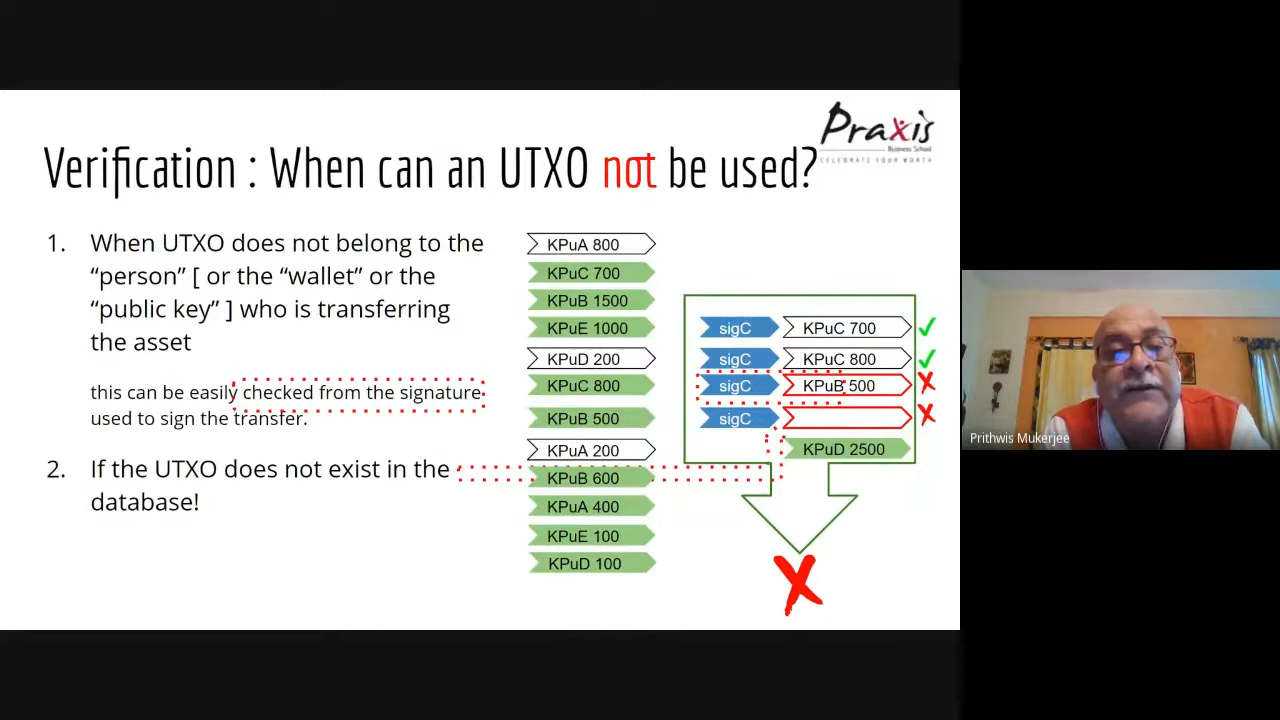 Praxis
Business School
CELEBRATE YOUR WORTH
Verification : When can an UTXO not be used?
1. When UTXO does not belong to the
"person" [ or the "wallet" or the
"public key" ] who is transferring
the asset
this can be easily checked from the signature
used to sign the transfer.
2. If the UTXO does not exist in the
database!
KPuA 800
KPuC 700
KPuB 1500
KPuE 1000
KPuD 200
KPuC 800
KPuB 500
KPuA 200
KPuB 600
KPuA 400
KPuE 100
KPuD 100
sigC KPuC 700
sigC KPuC 800
sigC KPuB 500
sigC
KPuD 2500
Prithwis Mukerjee